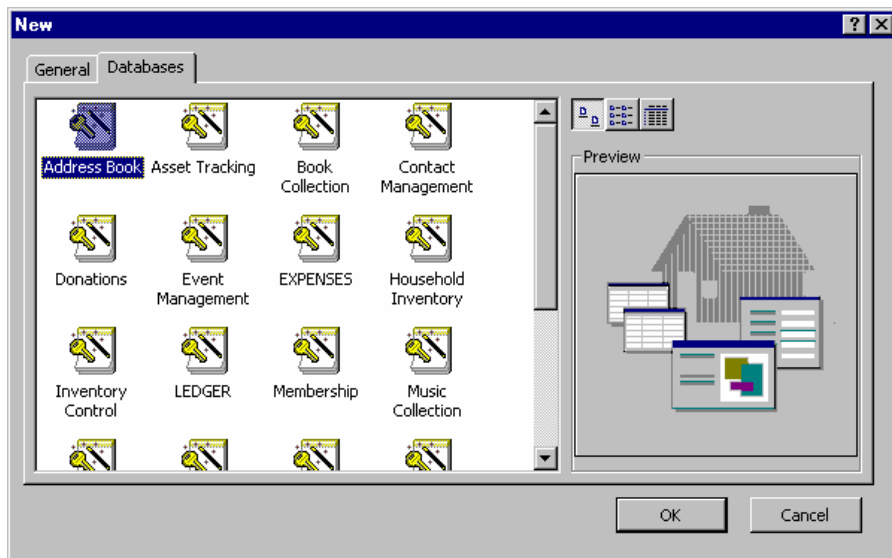 New
General Databases
Preview
Address Book Asset Tracking Book Collection Contact Management
Donations Event Management EXPENSES Household Inventory
Inventory Control LEDGER Membership Music Collection
OK Cancel